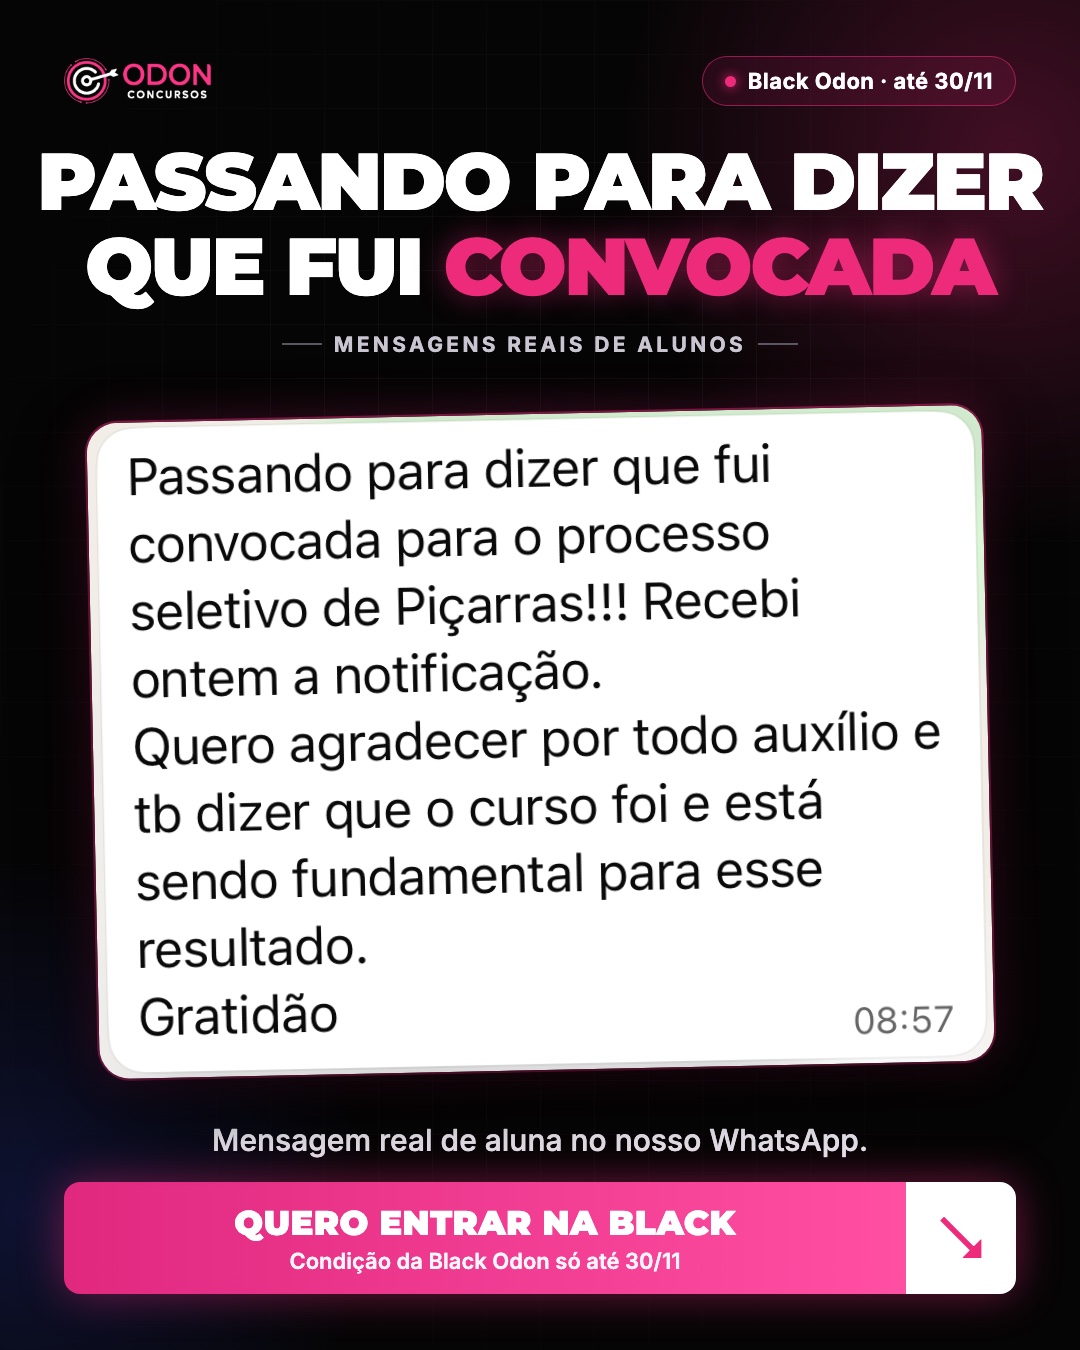 ODON
CONCURSOS
Black Odon · até 30/11
PASSANDO PARA DIZER
QUE FUI CONVOCADA
MENSAGENS REAIS DE ALUNOS
Passando para dizer que fui
convocada para o processo
seletivo de Piçarras!!! Recebi
ontem a notificação.
Quero agradecer por todo auxílio e
tb dizer que o curso foi e está
sendo fundamental para esse
resultado.
Gratidão
08:57
Mensagem real de aluna no nosso WhatsApp.
QUERO ENTRAR NA BLACK
Condição da Black Odon só até 30/11